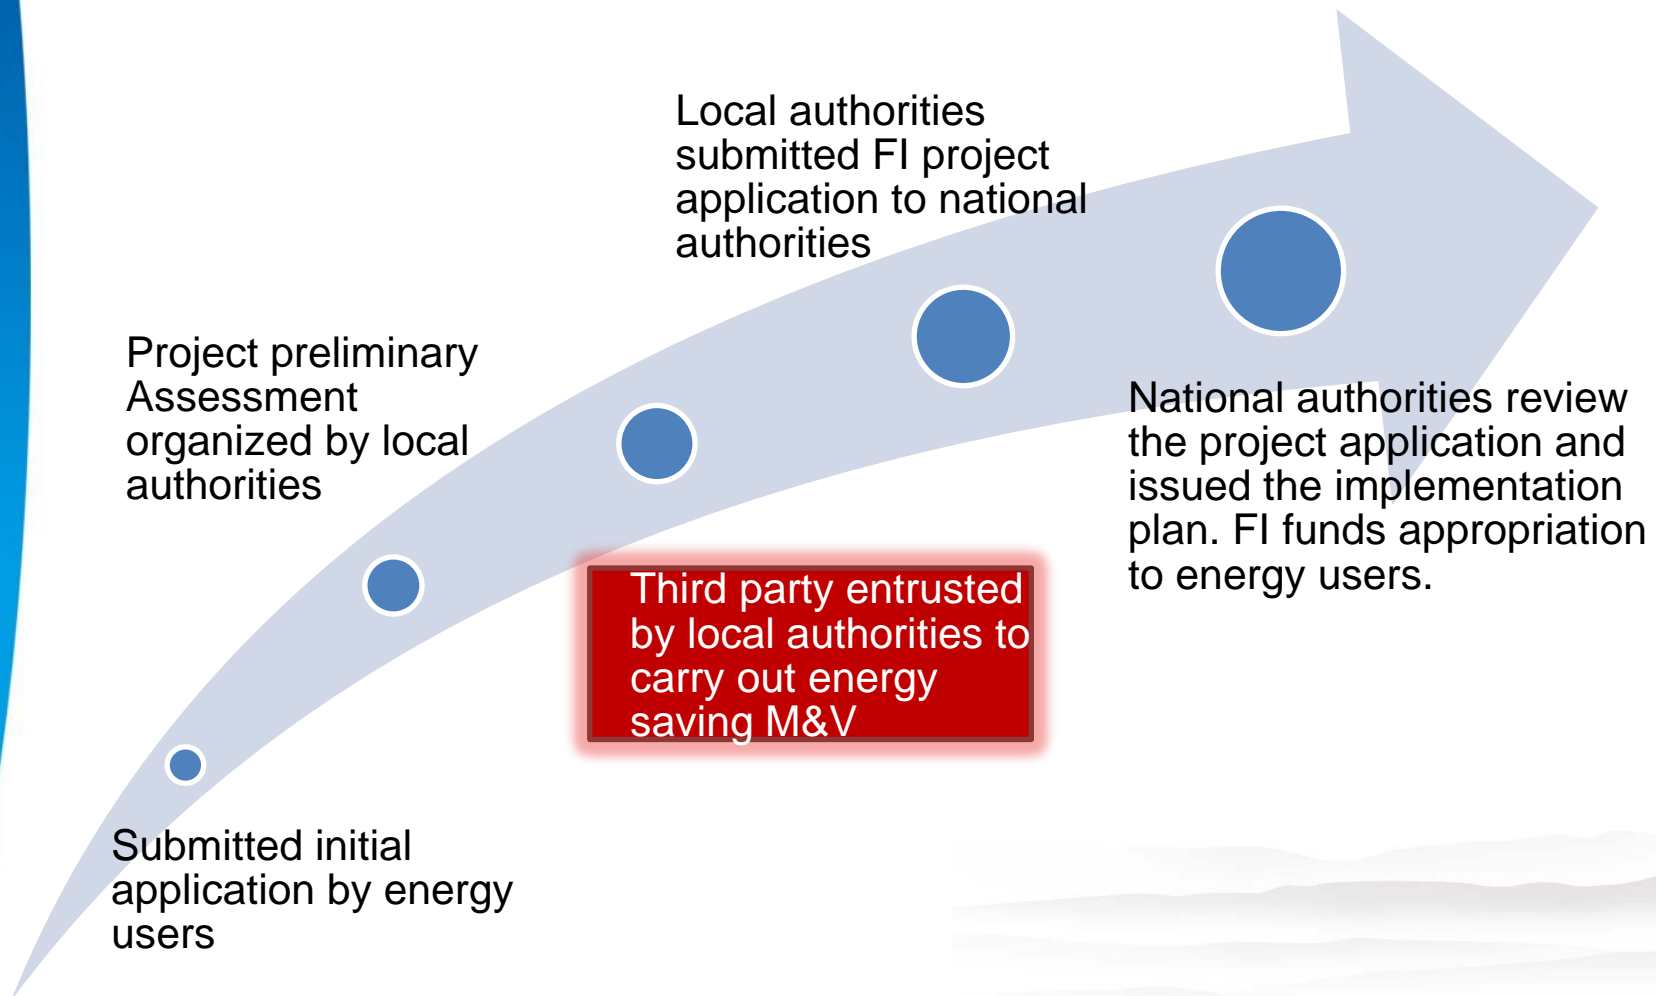 Local authorities
submitted FI project
application to national
authorities
Project preliminary
Assessment
organized by local
authorities
National authorities review
the project application and
issued the implementation
plan. FI funds appropriation
to energy users.
Third party entrusted
by local authorities to
carry out energy
saving M&V
Submitted initial
application by energy
users